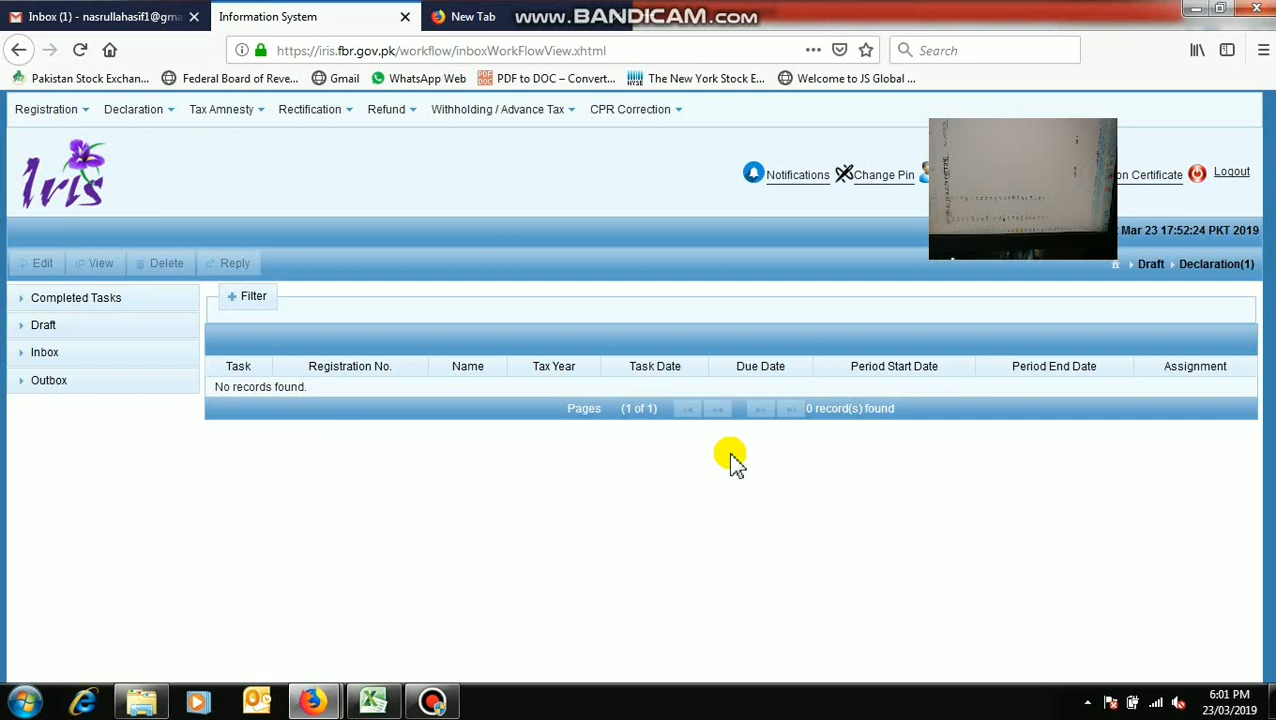 Inbox (1) - nasrullahasif1@gma
Information System
New Tab
www.BANDICAM.com
https://iris.fbr.gov.pk/workflow/inboxWorkFlowView.xhtml
Search
Pakistan Stock Exchan...
Federal Board of Reve...
Gmail
WhatsApp Web
PDF to DOC – Convert...
The New York Stock E...
Welcome to JS Global ...
Registration
Declaration
Tax Amnesty
Rectification
Refund
Withholding / Advance Tax
CPR Correction
Iris
Notifications
Change Pin
on Certificate
Logout
Mar 23 17:52:24 PKT 2019
Edit
View
Delete
Reply
Draft
Declaration(1)
Completed Tasks
Draft
Inbox
Outbox
Filter
Task
Registration No.
Name
Tax Year
Task Date
Due Date
Period Start Date
Period End Date
Assignment
No records found.
Pages (1 of 1) 0 record(s) found
6:01 PM
23/03/2019